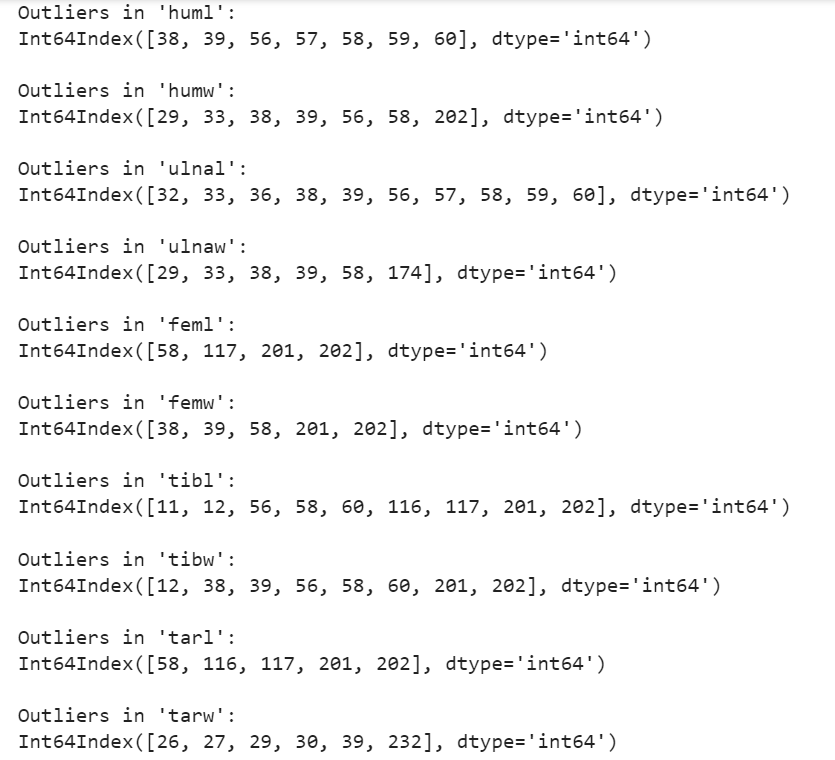 Outliers in 'huml':
Int64Index([38, 39, 56, 57, 58, 59, 60], dtype='int64')
Outliers in 'humw':
Int64Index([29, 33, 38, 39, 56, 58, 202], dtype='int64')
Outliers in 'ulnal':
Int64Index([32, 33, 36, 38, 39, 56, 57, 58, 59, 60], dtype='int64')
Outliers in 'ulnaw':
Int64Index([29, 33, 38, 39, 58, 174], dtype='int64')
Outliers in 'feml':
Int64Index([58, 117, 201, 202], dtype='int64')
Outliers in 'femw':
Int64Index([38, 39, 58, 201, 202], dtype='int64')
Outliers in 'tibl':
Int64Index([11, 12, 56, 58, 60, 116, 117, 201, 202], dtype='int64')
Outliers in 'tibw':
Int64Index([12, 38, 39, 56, 58, 60, 201, 202], dtype='int64')
Outliers in 'tarl':
Int64Index([58, 116, 117, 201, 202], dtype='int64')
Outliers in 'tarw':
Int64Index([26, 27, 29, 30, 39, 232], dtype='int64')